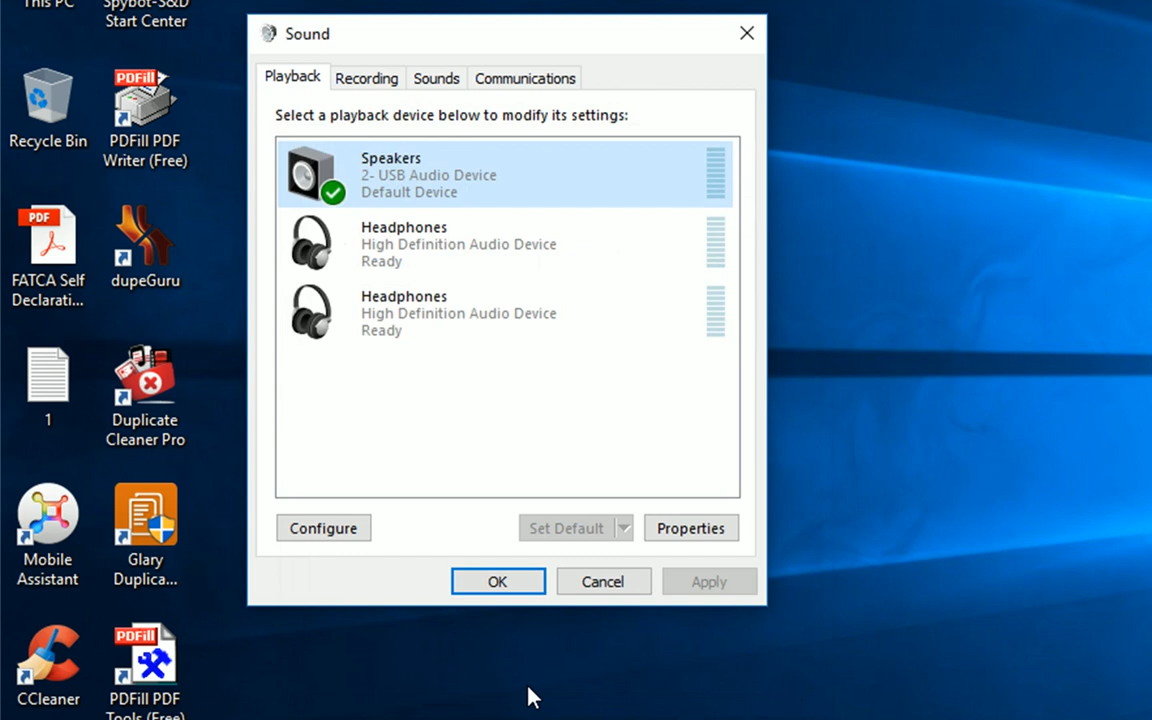 This PC
Spybot-S&D
Start Center
Recycle Bin
PDFill
PDFill PDF
Writer (Free)
PDF
FATCA Self
Declarati...
dupeGuru
1
Duplicate
Cleaner Pro
Mobile
Assistant
Glary
Duplica...
CCleaner
PDFill
PDFill PDF
Tools (Free)
Sound
Playback
Recording
Sounds
Communications
Select a playback device below to modify its settings:
Speakers
2- USB Audio Device
Default Device
Headphones
High Definition Audio Device
Ready
Headphones
High Definition Audio Device
Ready
Configure
Set Default
Properties
OK
Cancel
Apply